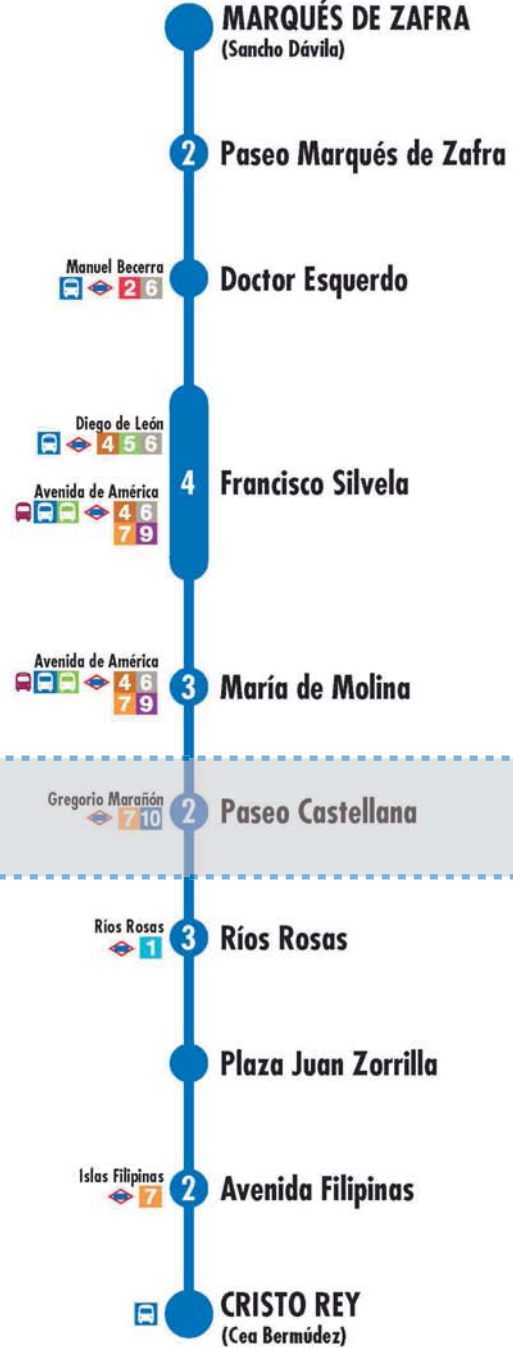 MARQUÉS DE ZAFRA
(Sancho Dávila)
2 Paseo Marqués de Zafra
Manuel Becerra
2 6
Doctor Esquerdo
Diego de León
4 5 6
Avenida de América
4 6
7 9
4 Francisco Silvela
Avenida de América
4 6
7 9
3 María de Molina
Gregorio Marañón
7 10
2 Paseo Castellana
Ríos Rosas
1
3 Ríos Rosas
Plaza Juan Zorrilla
Islas Filipinas
7
2 Avenida Filipinas
CRISTO REY
(Cea Bermúdez)